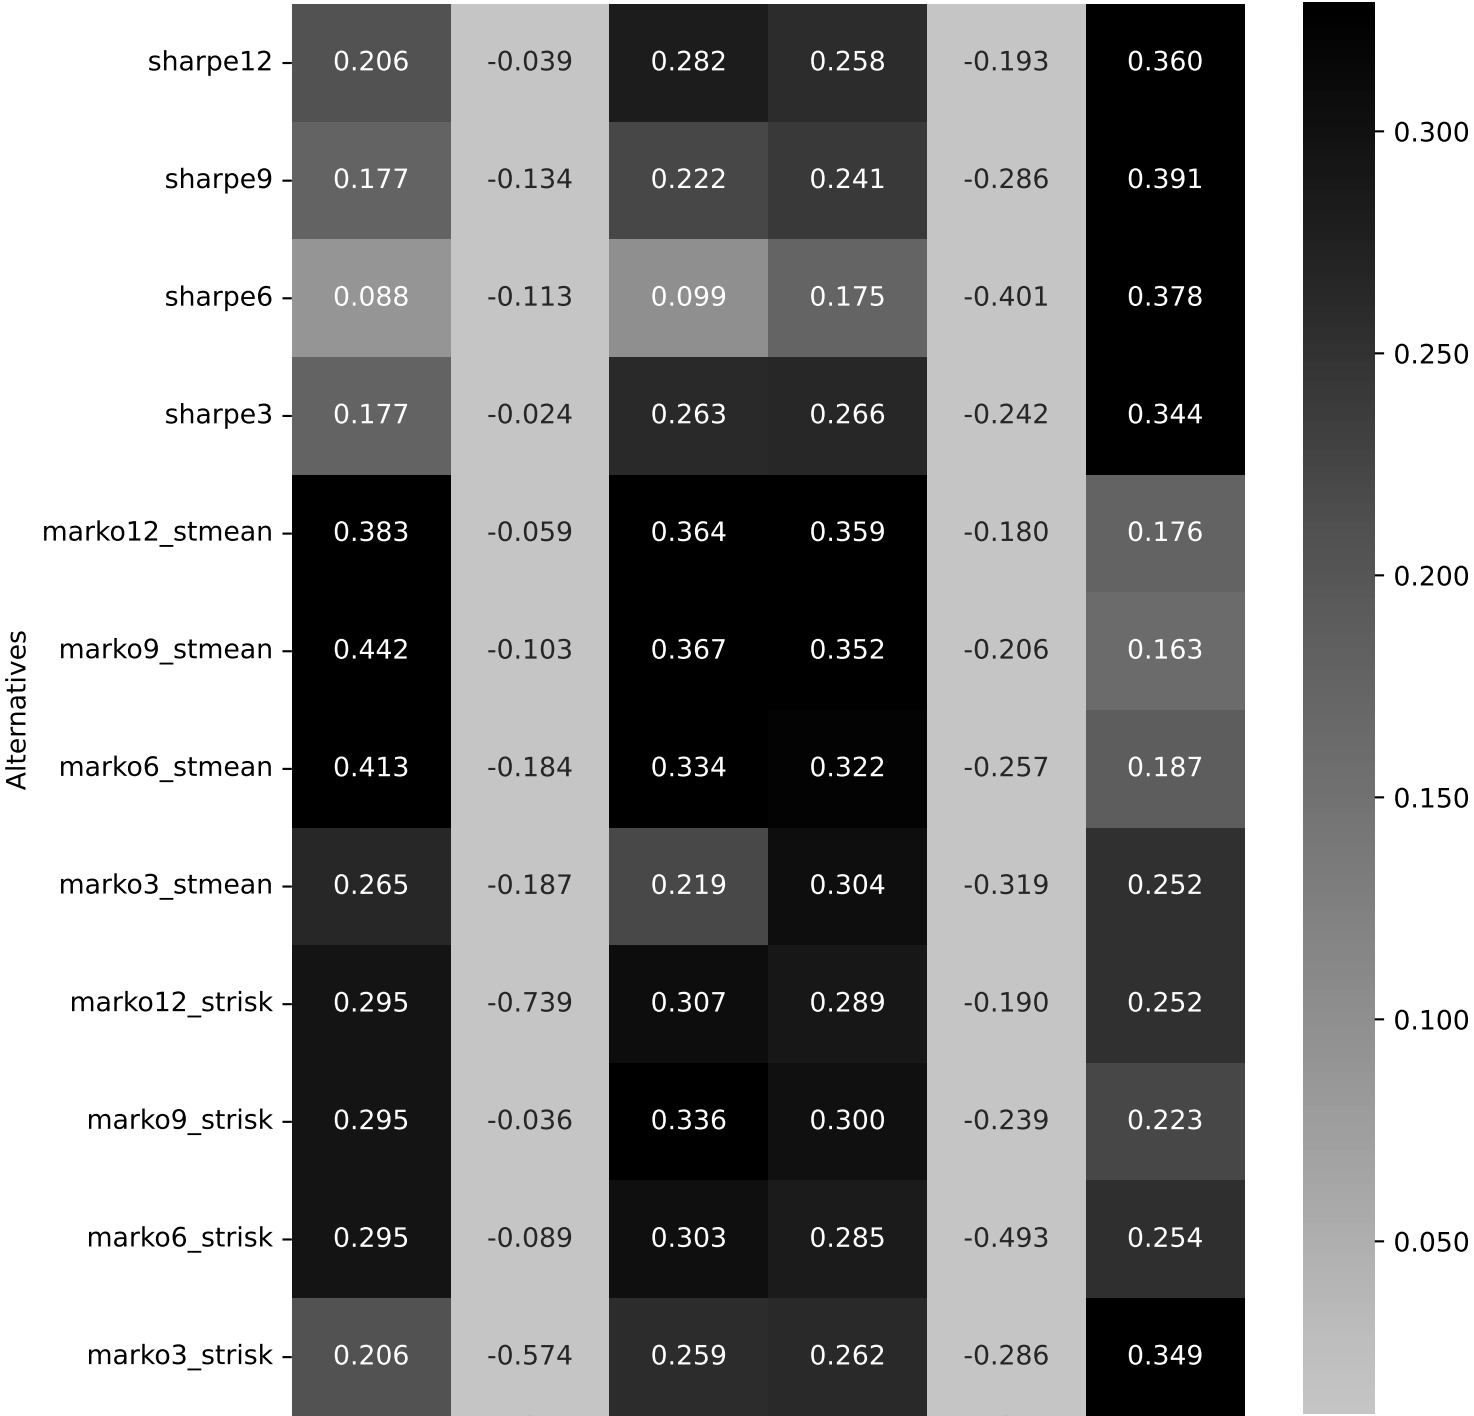 sharpe12 0.206 -0.039 0.282 0.258 -0.193 0.360
sharpe9 0.177 -0.134 0.222 0.241 -0.286 0.391
sharpe6 0.088 -0.113 0.099 0.175 -0.401 0.378
sharpe3 0.177 -0.024 0.263 0.266 -0.242 0.344
marko12_stmean 0.383 -0.059 0.364 0.359 -0.180 0.176
marko9_stmean 0.442 -0.103 0.367 0.352 -0.206 0.163
marko6_stmean 0.413 -0.184 0.334 0.322 -0.257 0.187
marko3_stmean 0.265 -0.187 0.219 0.304 -0.319 0.252
marko12_strisk 0.295 -0.739 0.307 0.289 -0.190 0.252
marko9_strisk 0.295 -0.036 0.336 0.300 -0.239 0.223
marko6_strisk 0.295 -0.089 0.303 0.285 -0.493 0.254
marko3_strisk 0.206 -0.574 0.259 0.262 -0.286 0.349
Alternatives
0.300
0.250
0.200
0.150
0.100
0.050